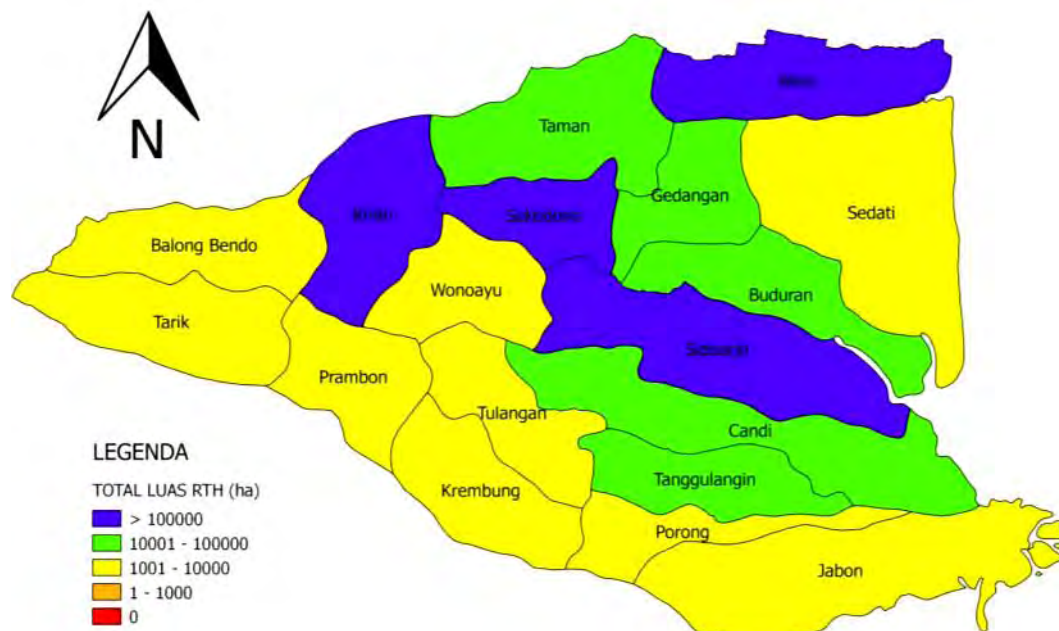 N
Taman
Waru
Gedangan
Sedati
Krian
Sukodono
Balong Bendo
Wonoayu
Buduran
Tarik
Sidoarjo
Prambon
Tulangan
Candi
Tanggulangin
Krembung
Porong
Jabon
LEGENDA
TOTAL LUAS RTH (ha)
> 100000
10001 - 100000
1001 - 10000
1 - 1000
0